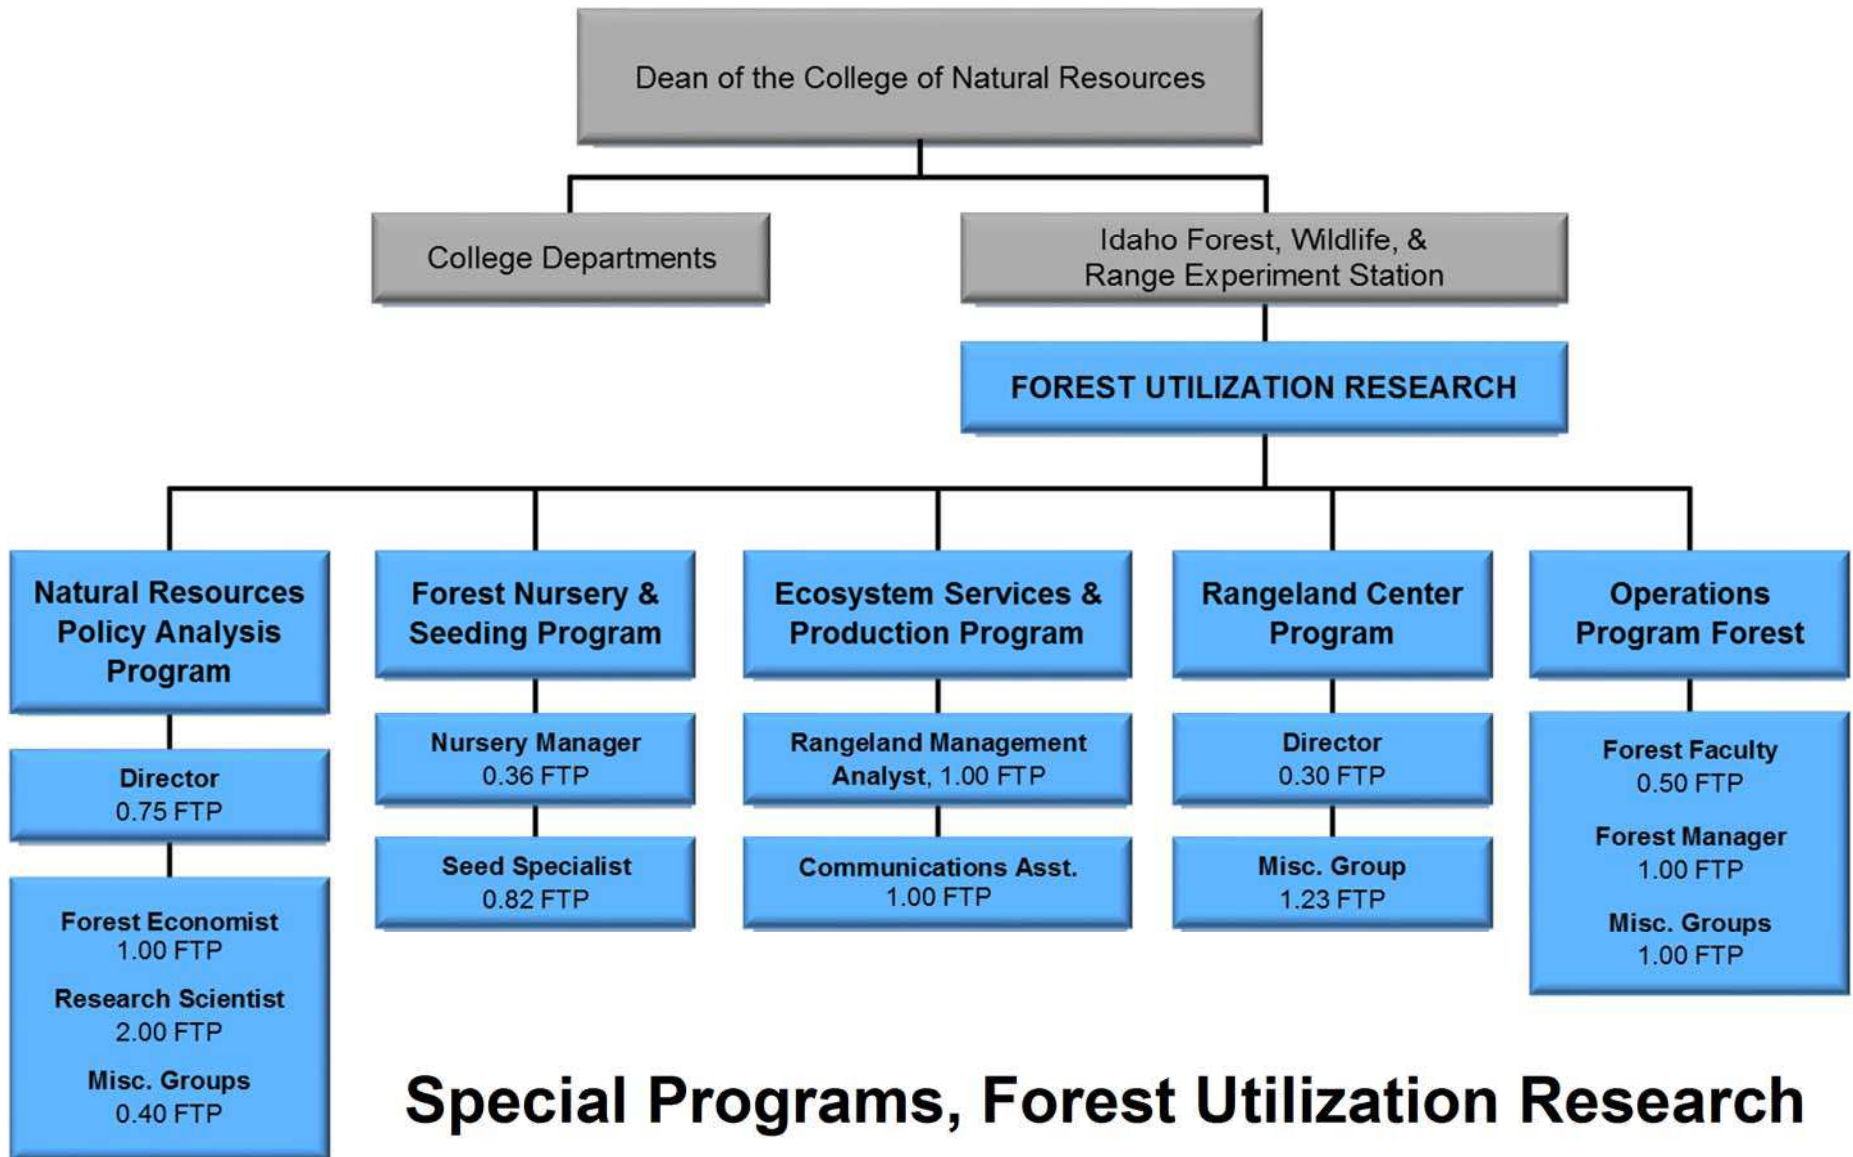 Dean of the College of Natural Resources
College Departments
Idaho Forest, Wildlife, &
Range Experiment Station
FOREST UTILIZATION RESEARCH
Natural Resources
Policy Analysis
Program
Director
0.75 FTP
Forest Economist
1.00 FTP
Research Scientist
2.00 FTP
Misc. Groups
0.40 FTP
Forest Nursery &
Seeding Program
Nursery Manager
0.36 FTP
Seed Specialist
0.82 FTP
Ecosystem Services &
Production Program
Rangeland Management
Analyst, 1.00 FTP
Communications Asst.
1.00 FTP
Rangeland Center
Program
Director
0.30 FTP
Misc. Group
1.23 FTP
Operations
Program Forest
Forest Faculty
0.50 FTP
Forest Manager
1.00 FTP
Misc. Groups
1.00 FTP
Special Programs, Forest Utilization Research